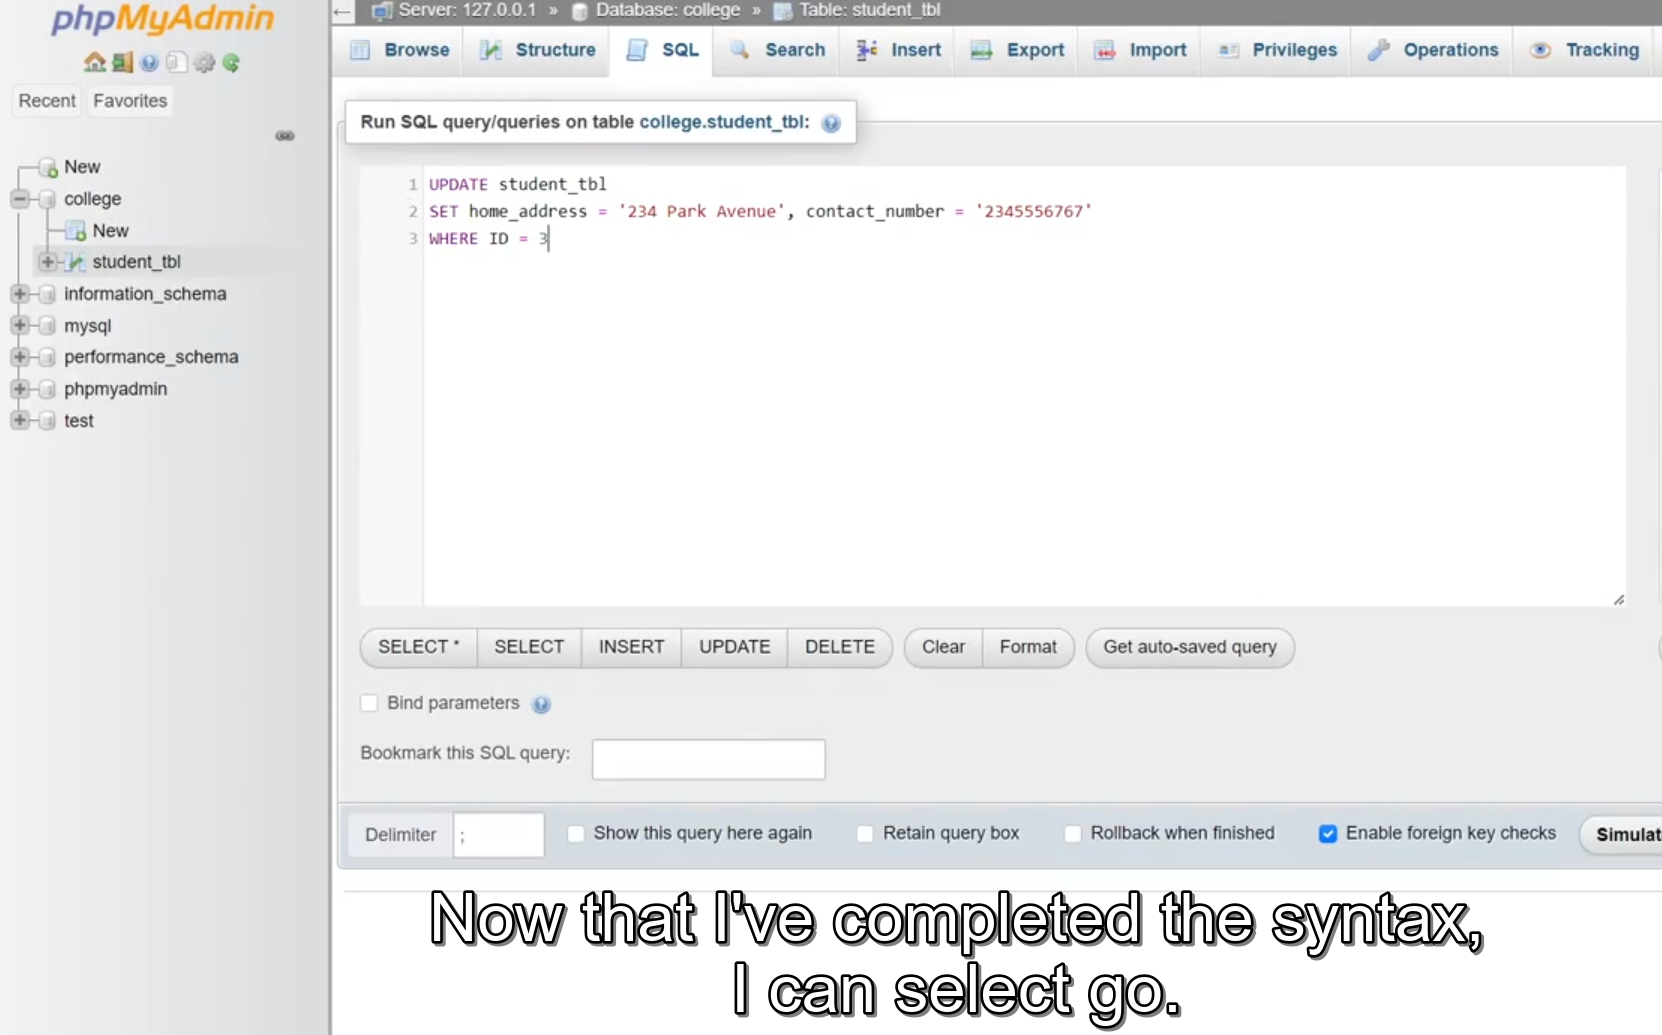 phpMyAdmin
Recent Favorites
New
college
New
student_tbl
information_schema
mysql
performance_schema
phpmyadmin
test
Server: 127.0.0.1 » Database: college » Table: student_tbl
Browse Structure SQL Search Insert Export Import Privileges Operations Tracking
Run SQL query/queries on table college.student_tbl:
1 UPDATE student_tbl
2 SET home_address = '234 Park Avenue', contact_number = '2345556767'
3 WHERE ID = 3
SELECT * SELECT INSERT UPDATE DELETE Clear Format Get auto-saved query
Bind parameters
Bookmark this SQL query:
Delimiter ; Show this query here again Retain query box Rollback when finished Enable foreign key checks Simulat
Now that I've completed the syntax,
I can select go.